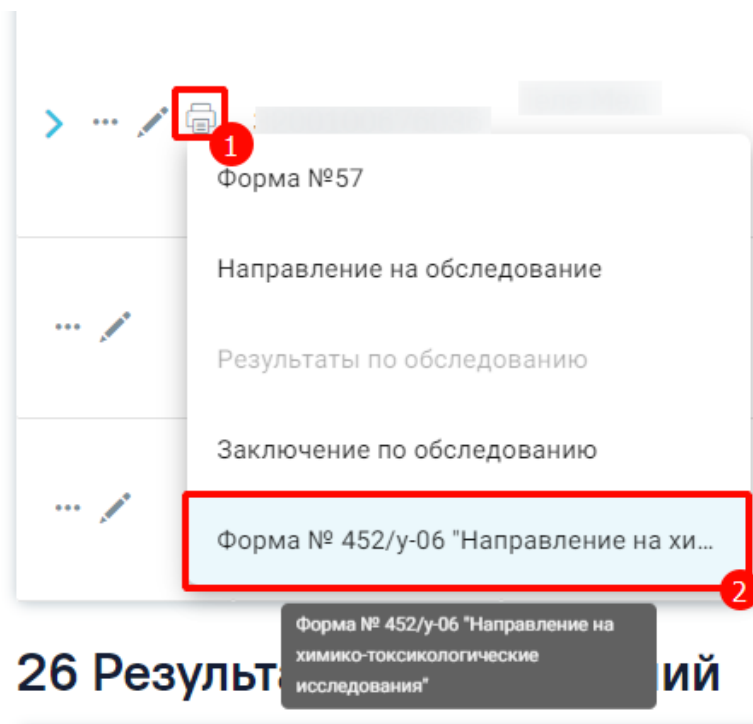 1
Форма №57
Направление на обследование
Результаты по обследованию
Заключение по обследованию
Форма № 452/у-06 "Направление на хи...
2
Форма № 452/у-06 "Направление на
химико-токсикологические
исследования"
26 ий